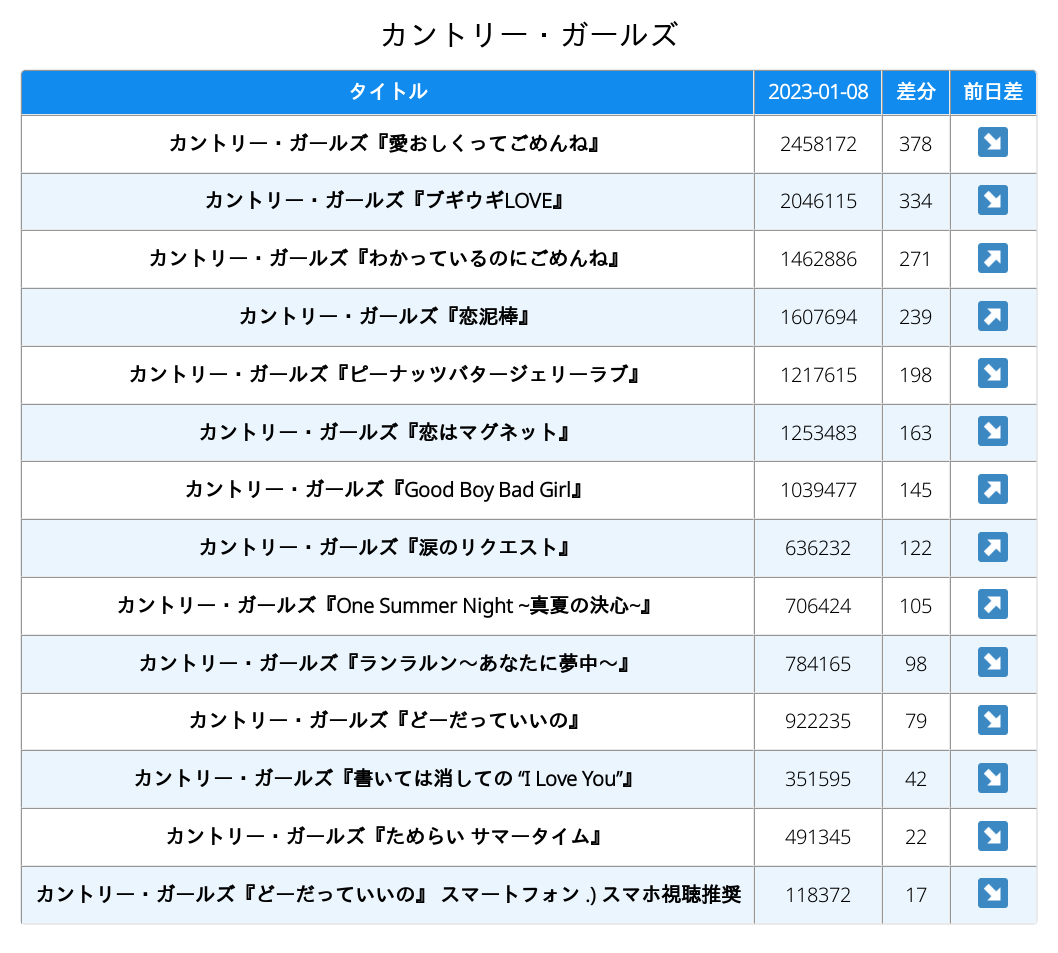 カントリー・ガールズ
タイトル 2023-01-08 差分 前日差
カントリー・ガールズ『愛おしくってごめんね』 2458172 378 ↘
カントリー・ガールズ『ブギウギLOVE』 2046115 334 ↘
カントリー・ガールズ『わかっているのにごめんね』 1462886 271 ↗
カントリー・ガールズ『恋泥棒』 1607694 239 ↗
カントリー・ガールズ『ピーナッツバタージェリーラブ』 1217615 198 ↘
カントリー・ガールズ『恋はマグネット』 1253483 163 ↘
カントリー・ガールズ『Good Boy Bad Girl』 1039477 145 ↗
カントリー・ガールズ『涙のリクエスト』 636232 122 ↗
カントリー・ガールズ『One Summer Night ~真夏の決心~』 706424 105 ↗
カントリー・ガールズ『ランラルン～あなたに夢中～』 784165 98 ↘
カントリー・ガールズ『どーだっていいの』 922235 79 ↘
カントリー・ガールズ『書いては消しての “I Love You”』 351595 42 ↘
カントリー・ガールズ『ためらい サマータイム』 491345 22 ↘
カントリー・ガールズ『どーだっていいの』 スマートフォン .) スマホ視聴推奨 118372 17 ↘